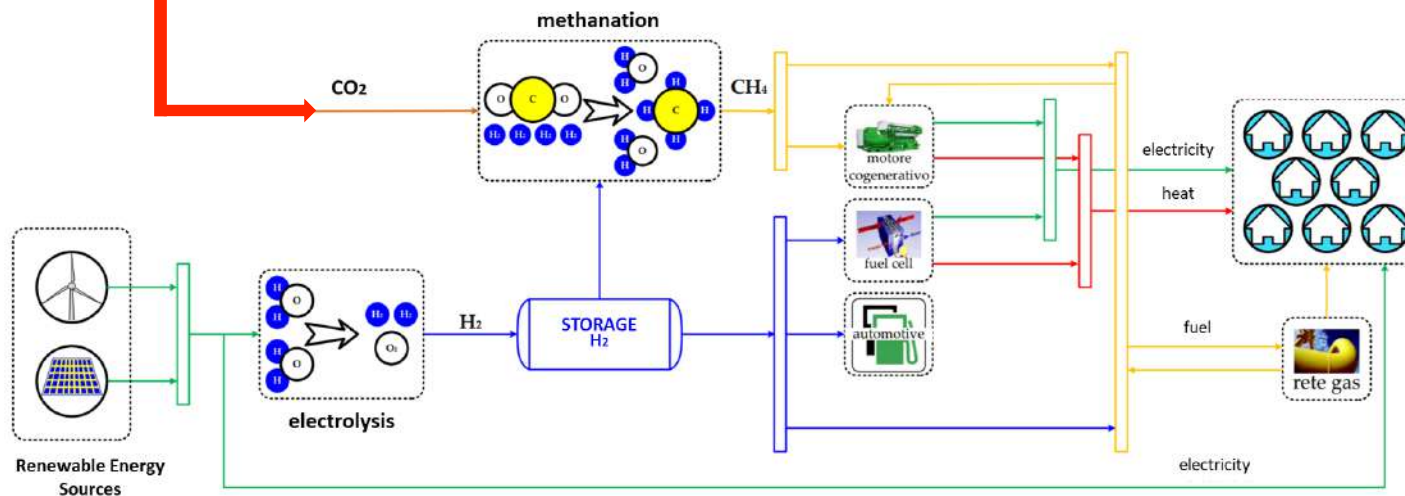 methanation
CO2
CH4
H
O
H
H
O
C
O
H
C
H
H2
H2
H2
H2
H
H
O
H
motore
cogenerativo
electricity
heat
fuel cell
H
O
H
H2
H2
O2
H
O
H
H2
STORAGE
H2
automotive
fuel
rete gas
electrolysis
Renewable Energy
Sources
electricity